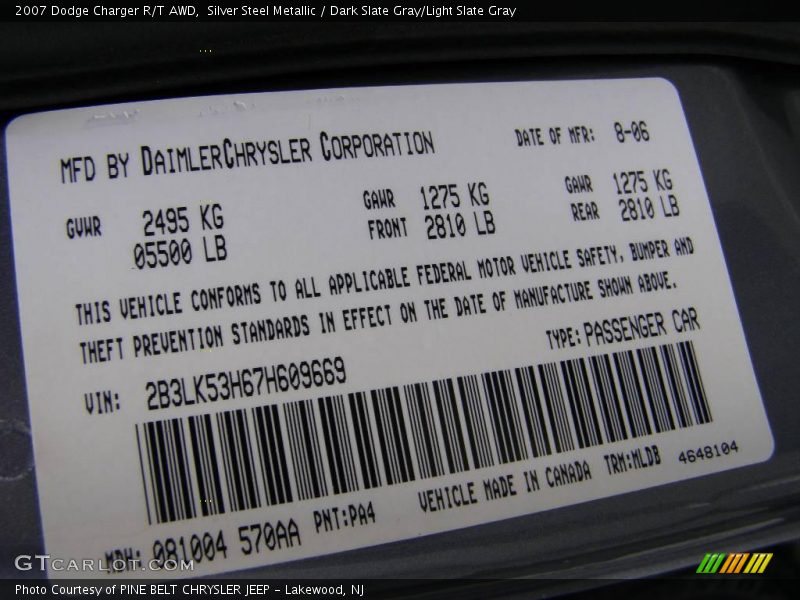 2007 Dodge Charger R/T AWD,  Silver Steel Metallic / Dark Slate Gray/Light Slate Gray
MFD BY DAIMLERCHRYSLER CORPORATION DATE OF MFR: 8-06
GVWR 2495 KG GAWR 1275 KG GAWR 1275 KG
05500 LB FRONT 2810 LB REAR 2810 LB
THIS VEHICLE CONFORMS TO ALL APPLICABLE FEDERAL MOTOR VEHICLE SAFETY, BUMPER AND
THEFT PREVENTION STANDARDS IN EFFECT ON THE DATE OF MANUFACTURE SHOWN ABOVE.
VIN: 2B3LK53H67H609669 TYPE: PASSENGER CAR
MDH: 081004 570AA PNT:PA4 VEHICLE MADE IN CANADA TRM:MLDB 4648104
GTCARLOT.COM
Photo Courtesy of PINE BELT CHRYSLER JEEP - Lakewood, NJ